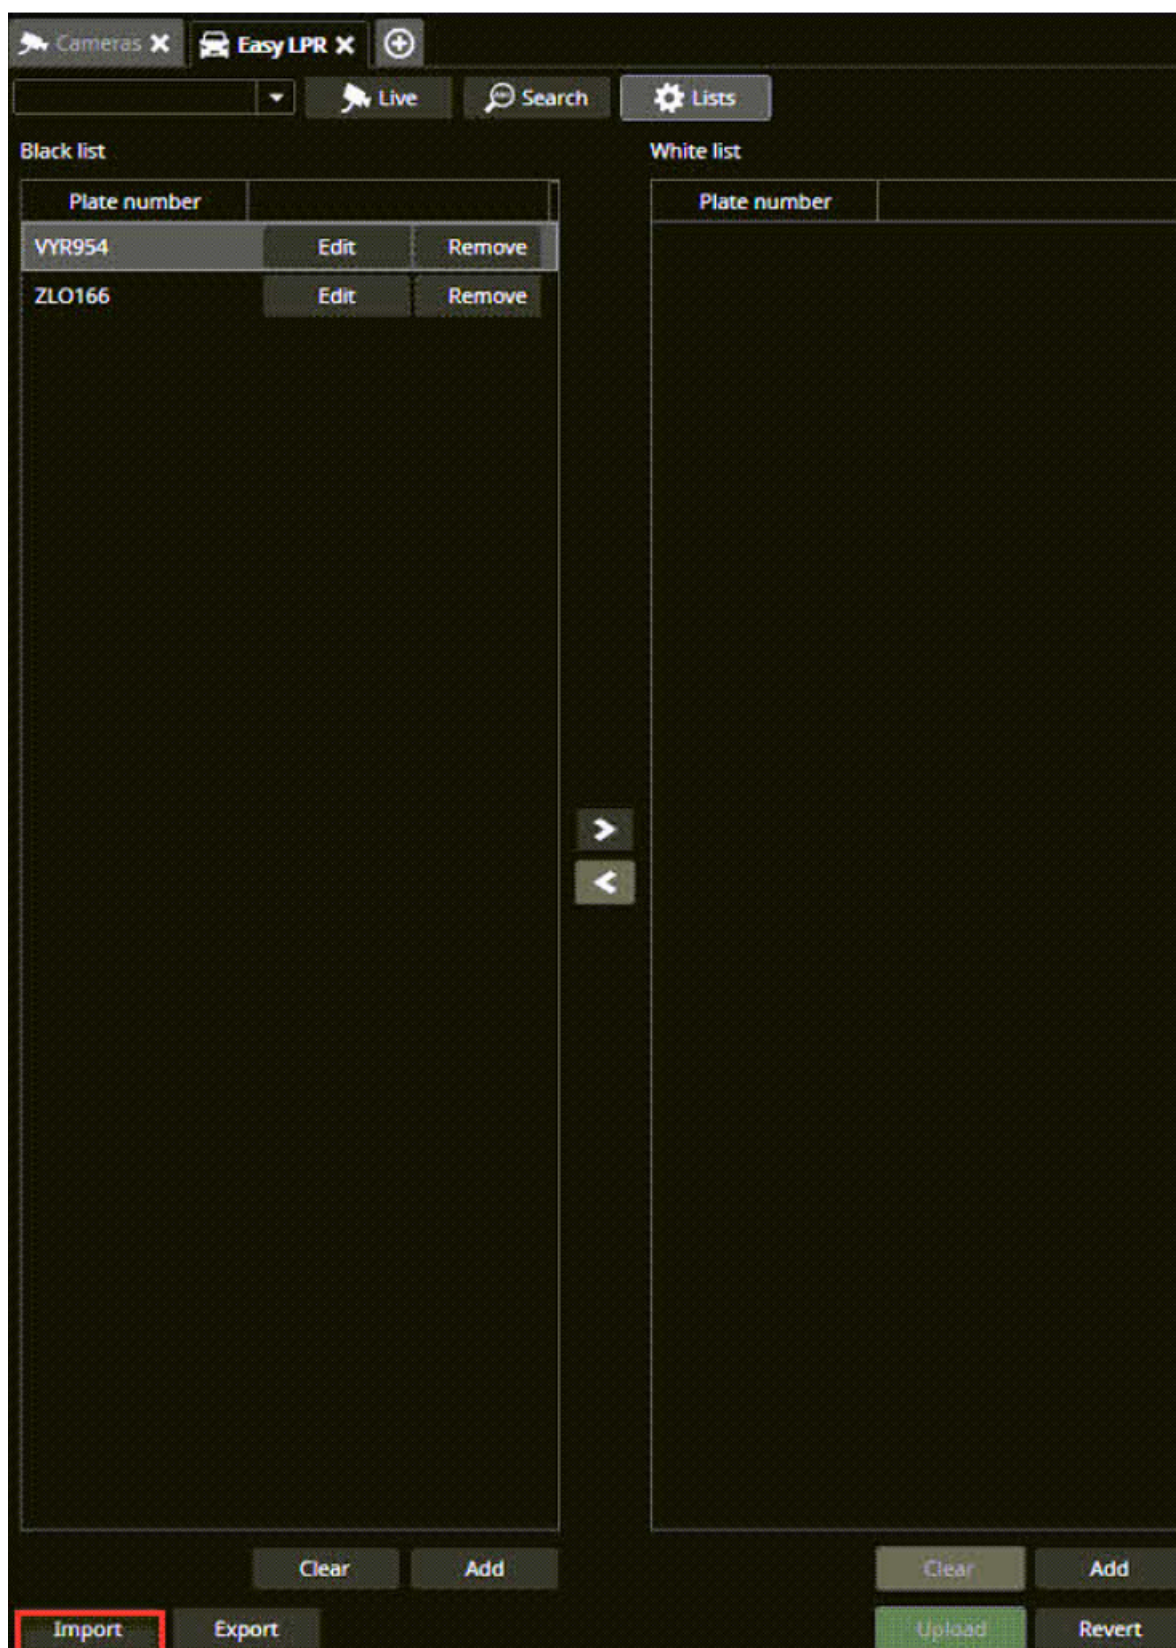 Cameras Easy LPR
Live Search Lists
Black list White list
Plate number Plate number
VYR954 Edit Remove
ZLO166 Edit Remove
Clear Add Clear Add
Import Export Upload Revert